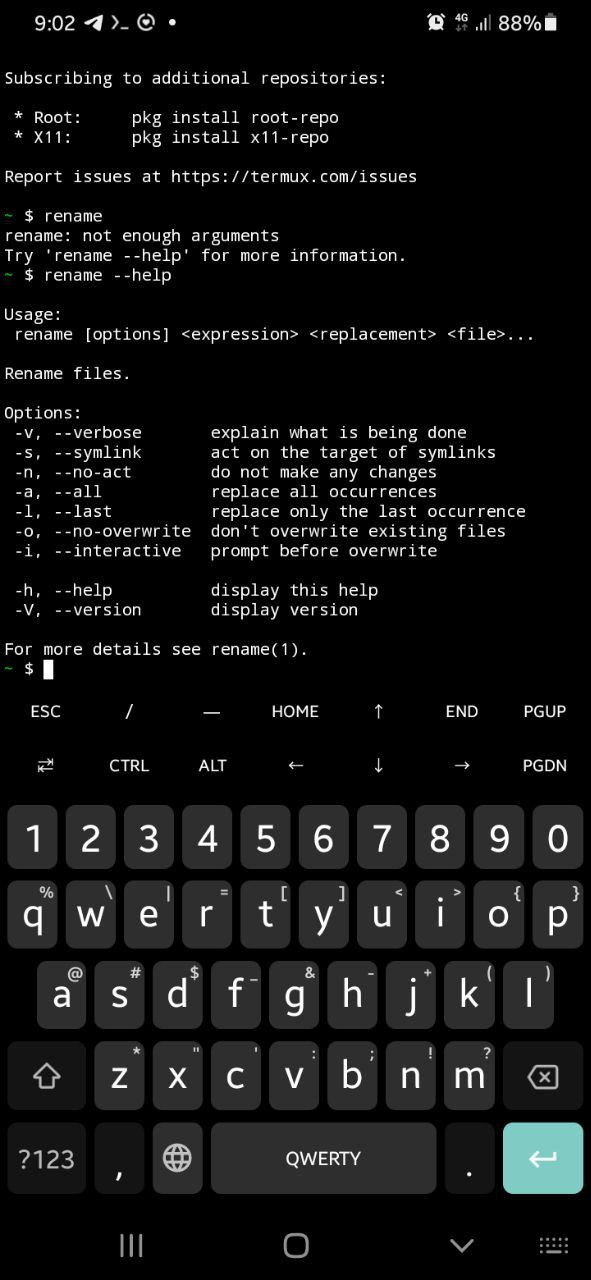 9:02
4G
88%
Subscribing to additional repositories:
* Root:     pkg install root-repo
* X11:      pkg install x11-repo
Report issues at https://termux.com/issues
~ $ rename
rename: not enough arguments
Try 'rename --help' for more information.
~ $ rename --help
Usage:
rename [options] <expression> <replacement> <file>...
Rename files.
Options:
-v, --verbose       explain what is being done
-s, --symlink       act on the target of symlinks
-n, --no-act        do not make any changes
-a, --all           replace all occurrences
-l, --last          replace only the last occurrence
-o, --no-overwrite  don't overwrite existing files
-i, --interactive   prompt before overwrite
-h, --help          display this help
-V, --version       display version
For more details see rename(1).
~ $
ESC / — HOME ↑ END PGUP
⇄ CTRL ALT ← ↓ → PGDN
1 2 3 4 5 6 7 8 9 0
% \ | = [ ] < > { }
q w e r t y u i o p
@ # $ _ & - + ( )
a s d f g h j k l
* " ' : ; ! ?
z x c v b n m
?123 , QWERTY .